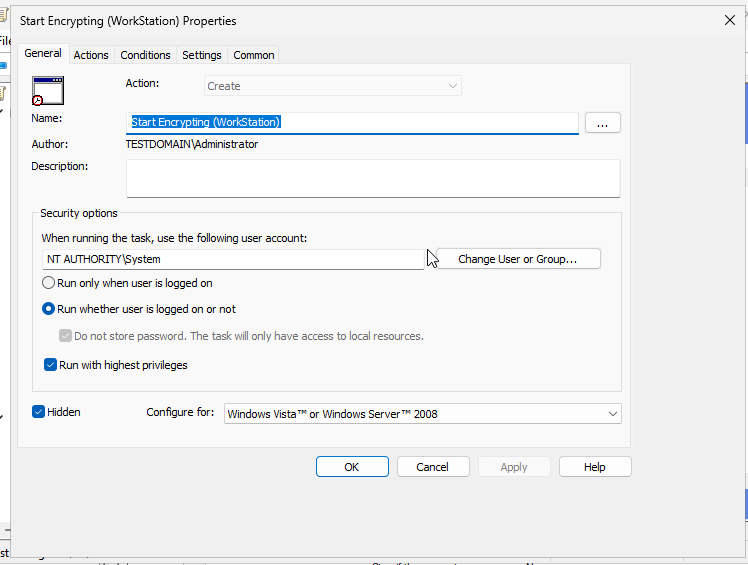 Start Encrypting (WorkStation) Properties
General Actions Conditions Settings Common
Action: Create
Name: Start Encrypting (WorkStation) ...
Author: TESTDOMAIN\Administrator
Description:
Security options
When running the task, use the following user account:
NT AUTHORITY\System Change User or Group...
Run only when user is logged on
Run whether user is logged on or not
Do not store password. The task will only have access to local resources.
Run with highest privileges
Hidden Configure for: Windows Vista™ or Windows Server™ 2008
OK Cancel Apply Help